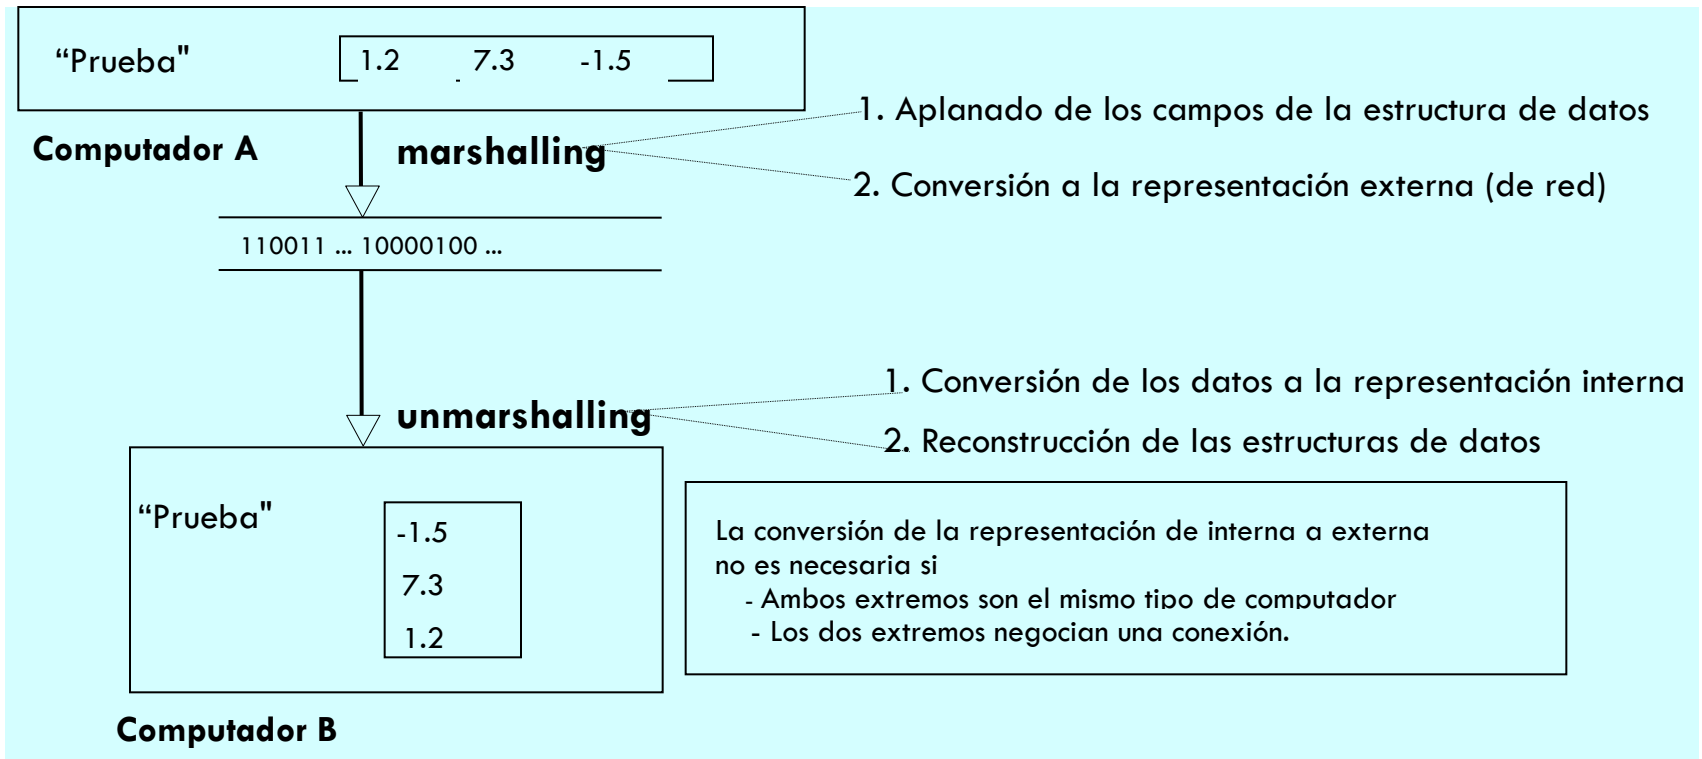 “Prueba"
1.2 7.3 -1.5
1. Aplanado de los campos de la estructura de datos
Computador A
marshalling
2. Conversión a la representación externa (de red)
110011 ... 10000100 ...
1. Conversión de los datos a la representación interna
unmarshalling
2. Reconstrucción de las estructuras de datos
“Prueba"
-1.5
7.3
1.2
La conversión de la representación de interna a externa
no es necesaria si
- Ambos extremos son el mismo tipo de computador
- Los dos extremos negocian una conexión.
Computador B